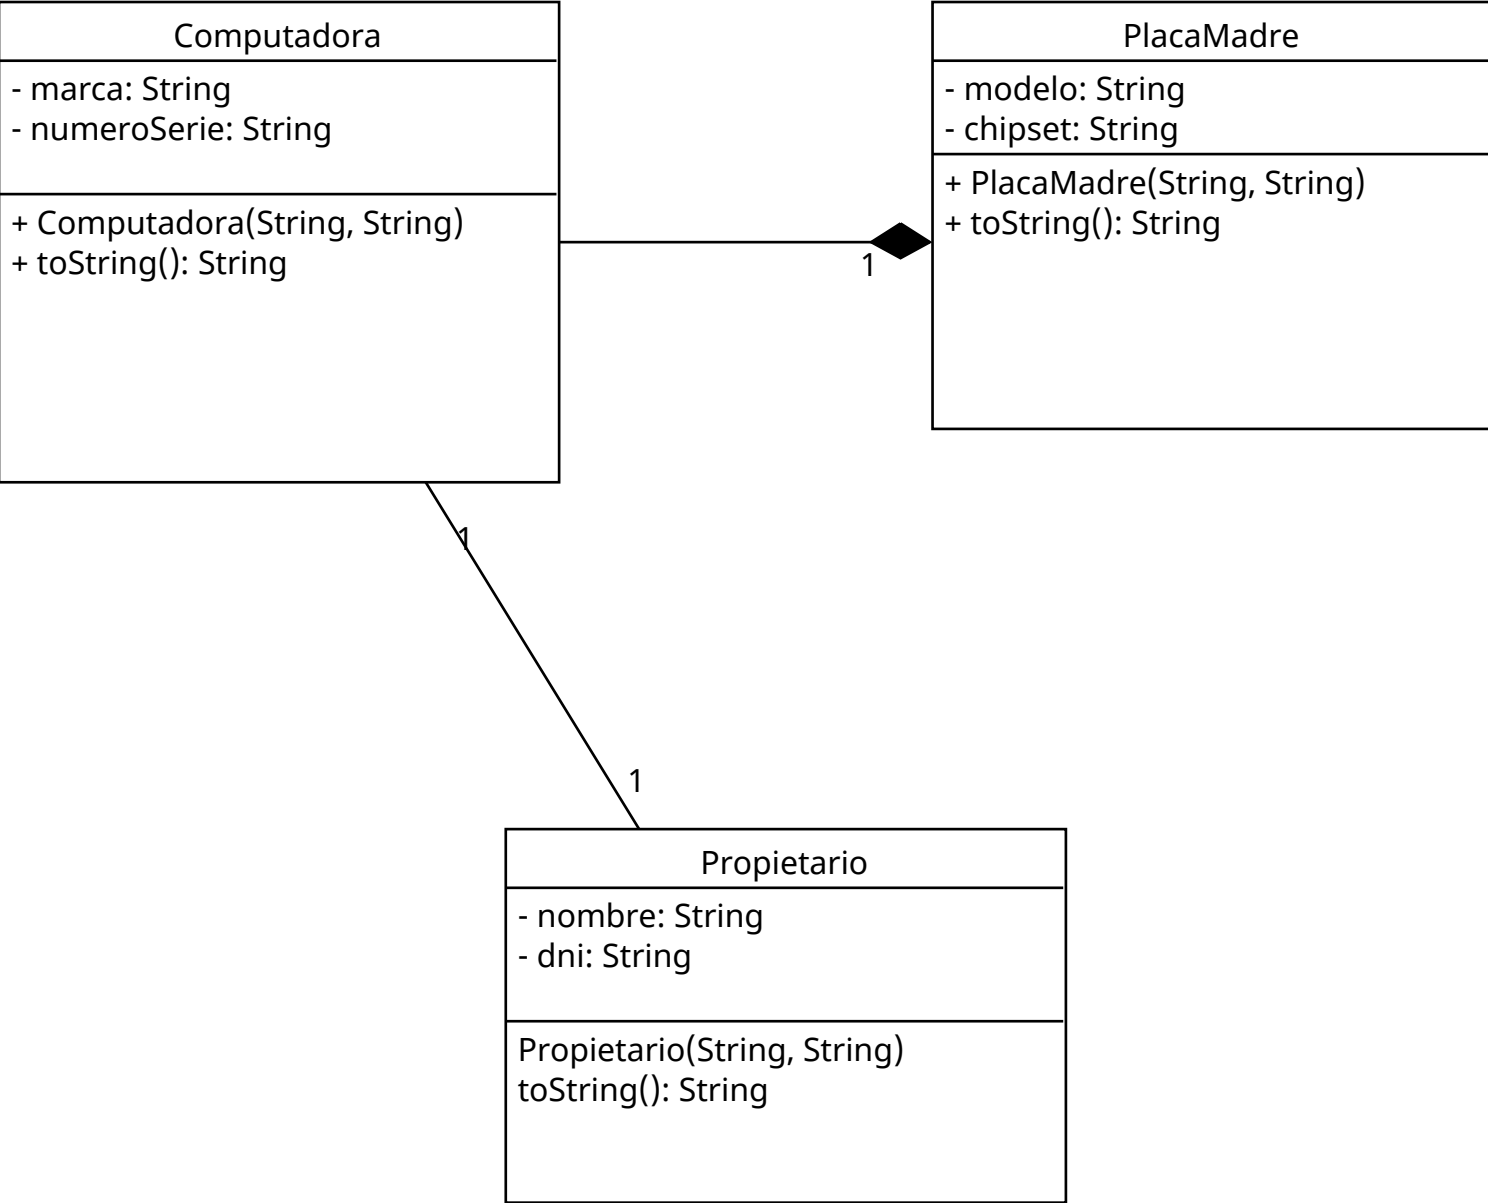 Computadora
- marca: String
- numeroSerie: String
+ Computadora(String, String)
+ toString(): String
PlacaMadre
- modelo: String
- chipset: String
+ PlacaMadre(String, String)
+ toString(): String
1
1
1
Propietario
- nombre: String
- dni: String
Propietario(String, String)
toString(): String